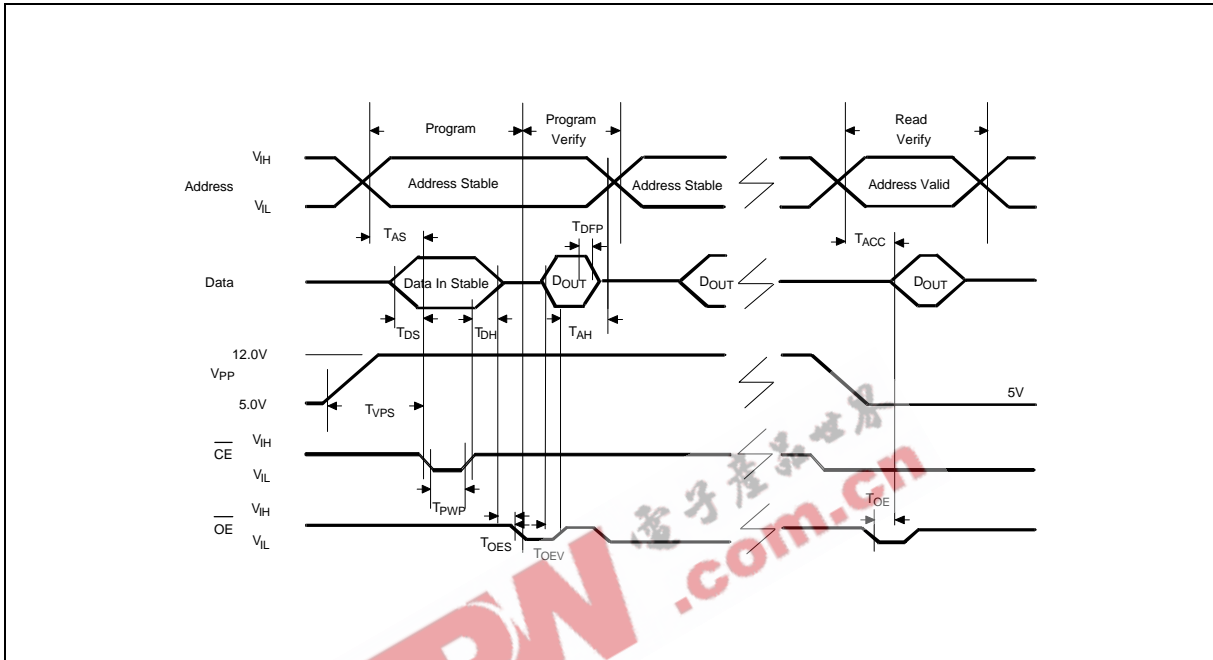 Program
Program
Verify
Read
Verify
VIH
Address
VIL
Address Stable
Address Stable
Address Valid
TAS
TDFP
TACC
Data
Data In Stable
DOUT
DOUT
DOUT
TDS
TDH
TAH
12.0V
VPP
5.0V
TVPS
5V
CE
VIH
VIL
TPWP
OE
VIH
VIL
TOES
TOEV
TOE
電子產品世界
.com.cn